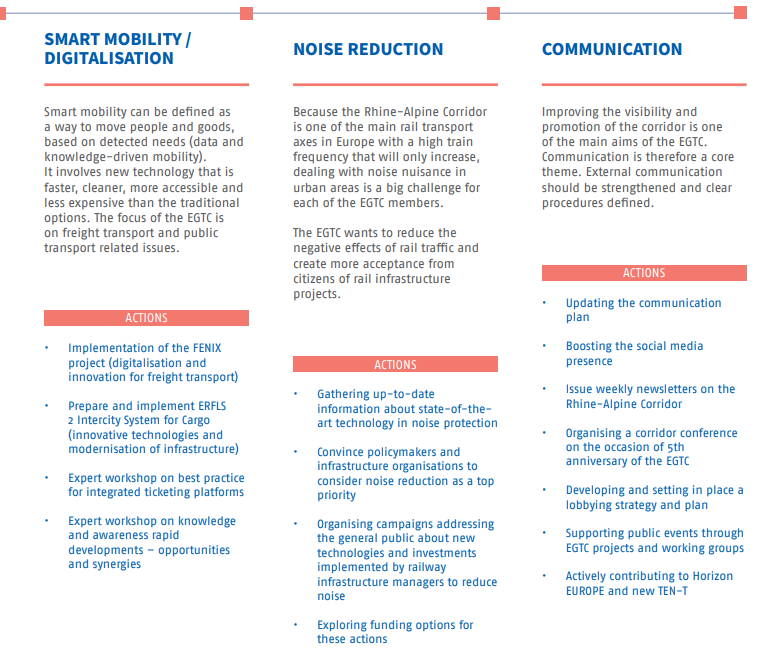 SMART MOBILITY /
DIGITALISATION
Smart mobility can be defined as
a way to move people and goods,
based on detected needs (data and
knowledge-driven mobility).
It involves new technology that is
faster, cleaner, more accessible and
less expensive than the traditional
options. The focus of the EGTC is
on freight transport and public
transport related issues.
ACTIONS
• Implementation of the FENIX
project (digitalisation and
innovation for freight transport)
• Prepare and implement ERFLS
2 Intercity System for Cargo
(innovative technologies and
modernisation of infrastructure)
• Expert workshop on best practice
for integrated ticketing platforms
• Expert workshop on knowledge
and awareness rapid
developments – opportunities
and synergies
NOISE REDUCTION
Because the Rhine-Alpine Corridor
is one of the main rail transport
axes in Europe with a high train
frequency that will only increase,
dealing with noise nuisance in
urban areas is a big challenge for
each of the EGTC members.
The EGTC wants to reduce the
negative effects of rail traffic and
create more acceptance from
citizens of rail infrastructure
projects.
ACTIONS
• Gathering up-to-date
information about state-of-the-
art technology in noise protection
• Convince policymakers and
infrastructure organisations to
consider noise reduction as a top
priority
• Organising campaigns addressing
the general public about new
technologies and investments
implemented by railway
infrastructure managers to reduce
noise
• Exploring funding options for
these actions
COMMUNICATION
Improving the visibility and
promotion of the corridor is one
of the main aims of the EGTC.
Communication is therefore a core
theme. External communication
should be strengthened and clear
procedures defined.
ACTIONS
• Updating the communication
plan
• Boosting the social media
presence
• Issue weekly newsletters on the
Rhine-Alpine Corridor
• Organising a corridor conference
on the occasion of 5th
anniversary of the EGTC
• Developing and setting in place a
lobbying strategy and plan
• Supporting public events through
EGTC projects and working groups
• Actively contributing to Horizon
EUROPE and new TEN-T